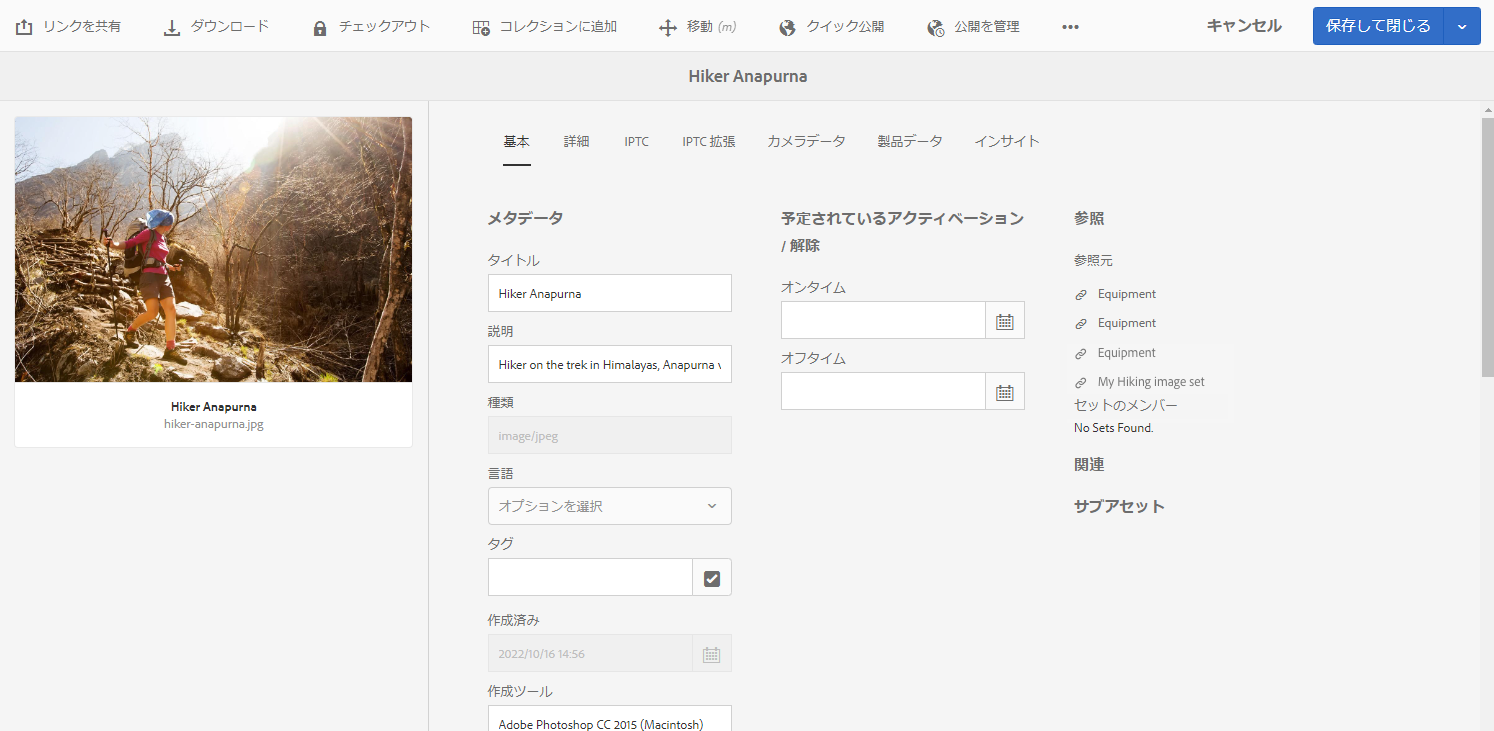 リンクを共有 ダウンロード チェックアウト コレクションに追加 移動 (m) クイック公開 公開を管理 ••• キャンセル 保存して閉じる
Hiker Anapurna
Hiker Anapurna
hiker-anapurna.jpg
基本 詳細 IPTC IPTC 拡張 カメラデータ 製品データ インサイト
メタデータ
タイトル
Hiker Anapurna
説明
Hiker on the trek in Himalayas, Anapurna
種類
image/jpeg
言語
オプションを選択
タグ
作成済み
2022/10/16 14:56
作成ツール
Adobe Photoshop CC 2015 (Macintosh)
予定されているアクティベーション
/ 解除
オンタイム
オフタイム
参照
参照元
Equipment
Equipment
Equipment
My Hiking image set
セットのメンバー
No Sets Found.
関連
サブアセット